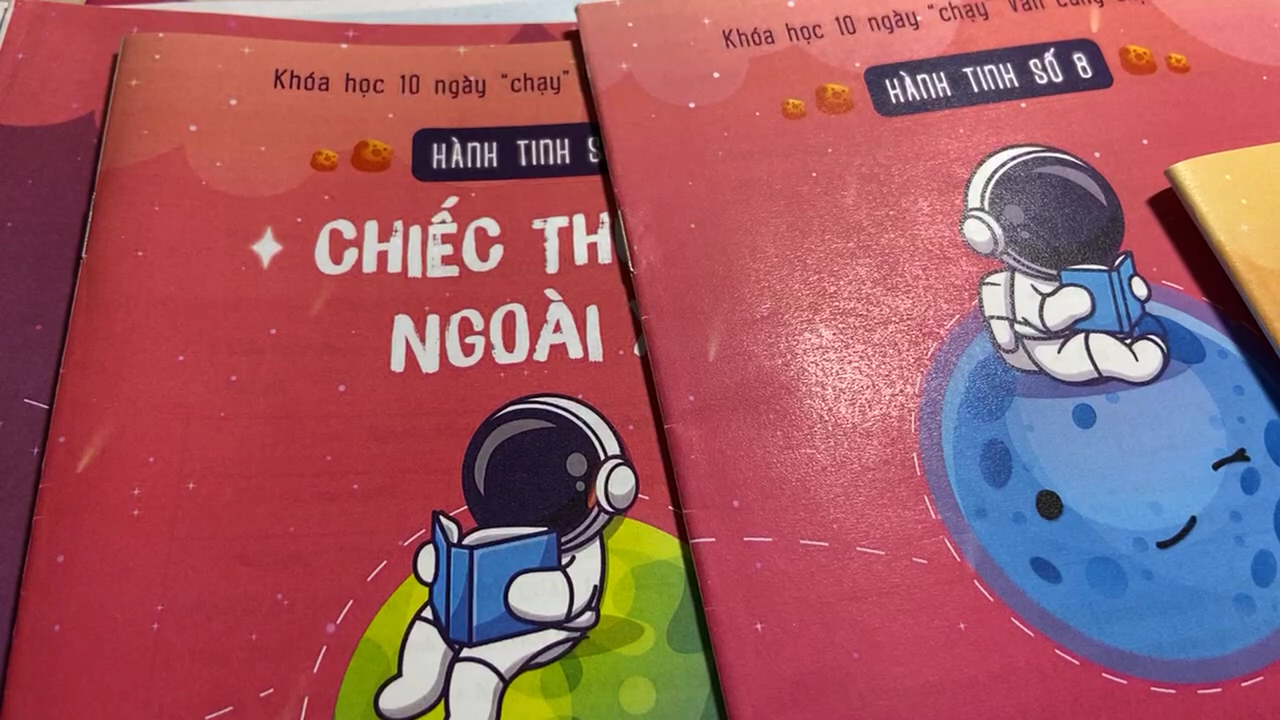 Khóa học 10 ngày “chạy”
HÀNH TINH
CHIẾC
NGOÀI
Khóa học 10 ngày “chạy” Văn cùng
HÀNH TINH SỐ 8